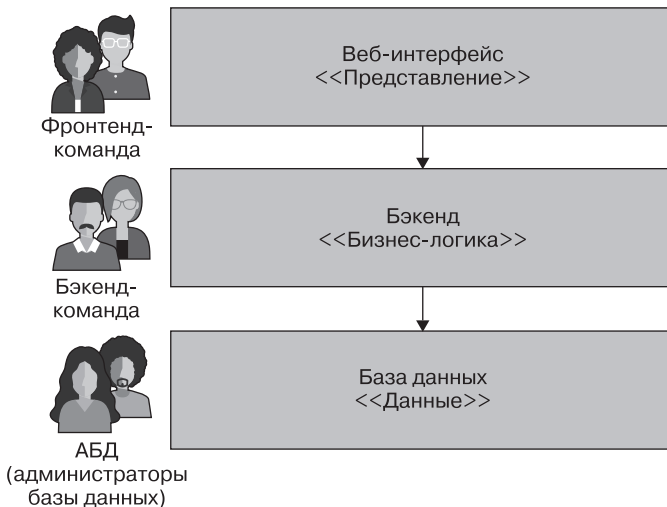 Веб-интерфейс
<<Представление>>
Фронтенд-
команда
Бэкенд
<<Бизнес-логика>>
Бэкенд-
команда
База данных
<<Данные>>
АБД
(администраторы
базы данных)